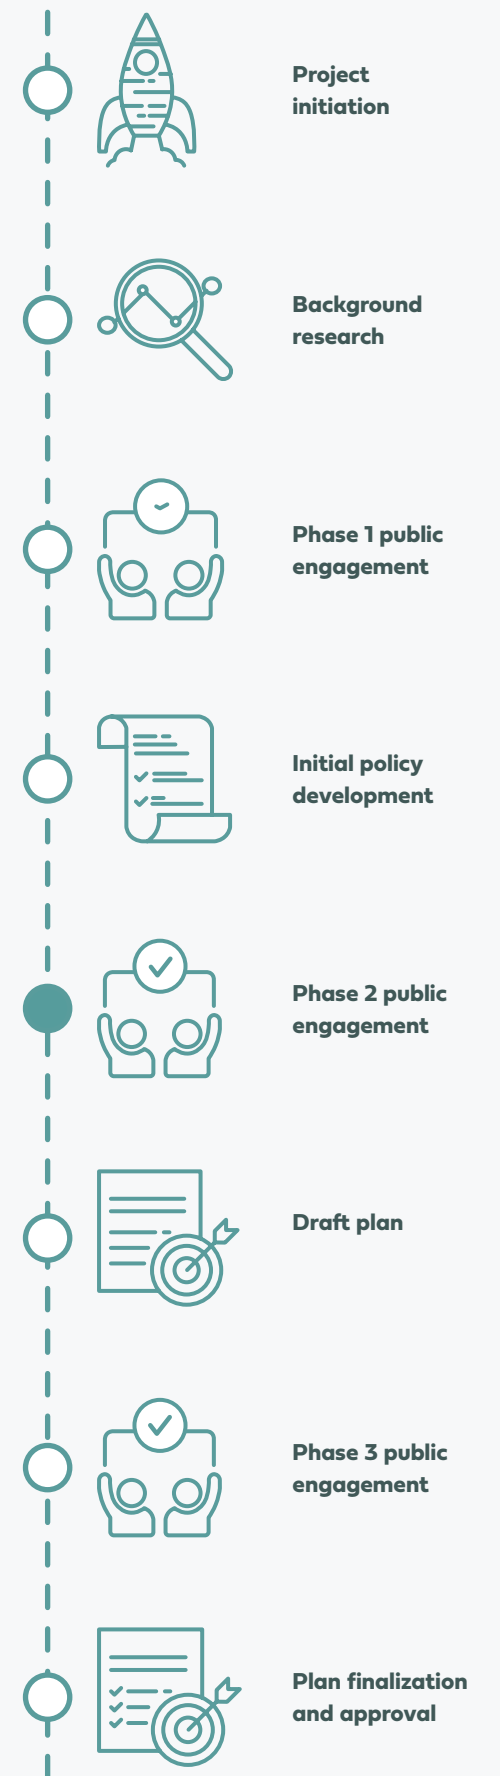 Project
initiation
Background
research
Phase 1 public
engagement
Initial policy
development
Phase 2 public
engagement
Draft plan
Phase 3 public
engagement
Plan finalization
and approval